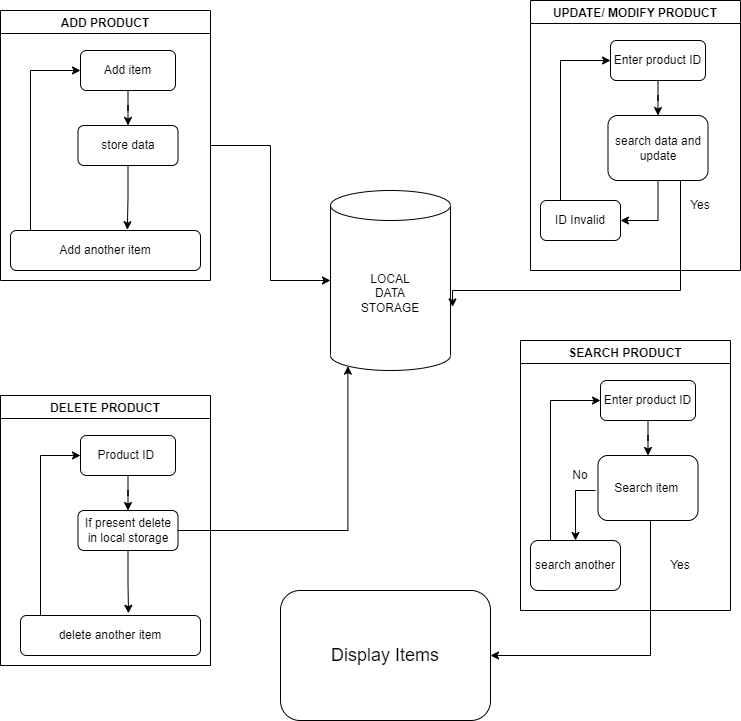 ADD PRODUCT
Add item
store data
Add another item
UPDATE/ MODIFY PRODUCT
Enter product ID
search data and
update
Yes
ID Invalid
LOCAL
DATA
STORAGE
DELETE PRODUCT
Product ID
If present delete
in local storage
delete another item
SEARCH PRODUCT
Enter product ID
No
Search item
search another
Yes
Display Items